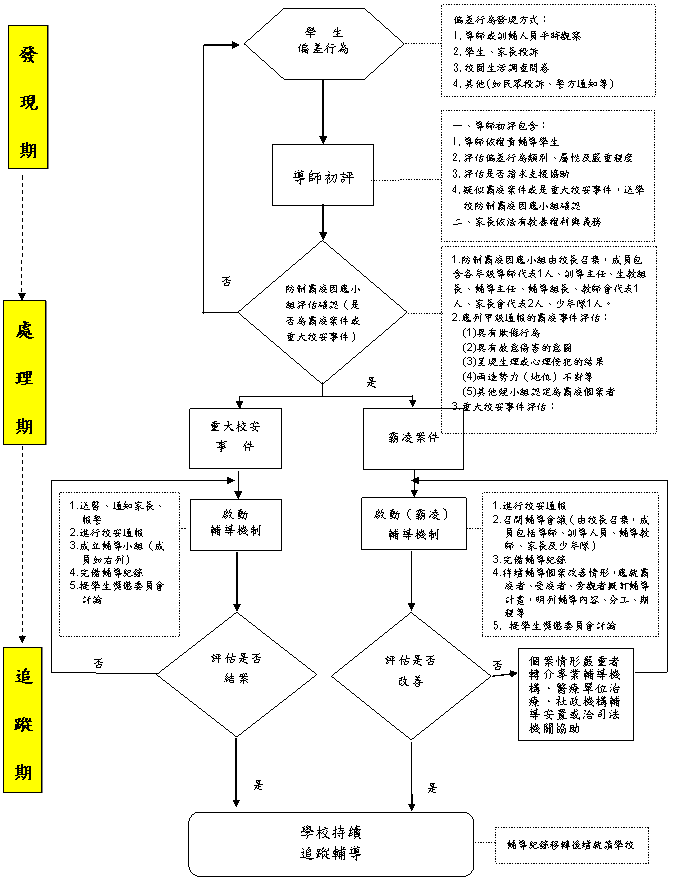 發
現
期
學 生
偏差行為
偏差行為發現方式：
1.導師或訓輔人員平時觀察
2.學生、家長投訴
3.校園生活調查問卷
4.其他(如民眾投訴、警方通知等)
導師初評
一、導師初評包含：
1.導師依權責輔導學生
2.評估偏差行為類別、屬性及嚴重程度
3.評估是否請求支援協助
4.疑似霸凌案件或是重大校安事件，送學
校防制霸凌因應小組確認
二、家長依法有教養權利與義務
處
理
期
否
防制霸凌因應小
組評估確認（是
否為霸凌案件或
重大校安事件）
是
1.防制霸凌因應小組由校長召集，成員包
含各年級導師代表1人、訓導主任、生教組
長、輔導主任、輔導組長、教師會代表1
人、家長會代表2人、少年隊1人。
2.應列甲級通報的霸凌事件評估：
(1)具有欺侮行為
(2)具有故意傷害的意圖
(3)呈現生理或心理侵犯的結果
(4)兩造勢力（地位）不對等
(5)其他經小組認定為霸凌個案者
3.重大校安事件評估：
重大校安
事 件
霸凌案件
1.送醫、通知家長、
報警
2.進行校安通報
3.成立輔導小組（成
員如右列）
4.完備輔導紀錄
5.提學生獎懲委員會
討論
啟動
輔導機制
啟動（霸凌）
輔導機制
1.進行校安通報
2.召開輔導會議（由校長召集，成
員包括導師、訓導人員、輔導教
師、家長及少年隊）
3.完備輔導紀錄
4.持續輔導個案改善情形，應就霸
凌者、受凌者、旁觀者擬訂輔導
計畫，明列輔導內容、分工、期
程等
5. 提學生獎懲委員會討論
追
蹤
期
否
評估是否
結案
評估是否
改善
否
個案情形嚴重者
轉介專業輔導機
構、醫療單位治
療、社政機構輔
導安置或洽司法
機關協助
是
是
學校持續
追蹤輔導
輔導紀錄移轉後續就讀學校